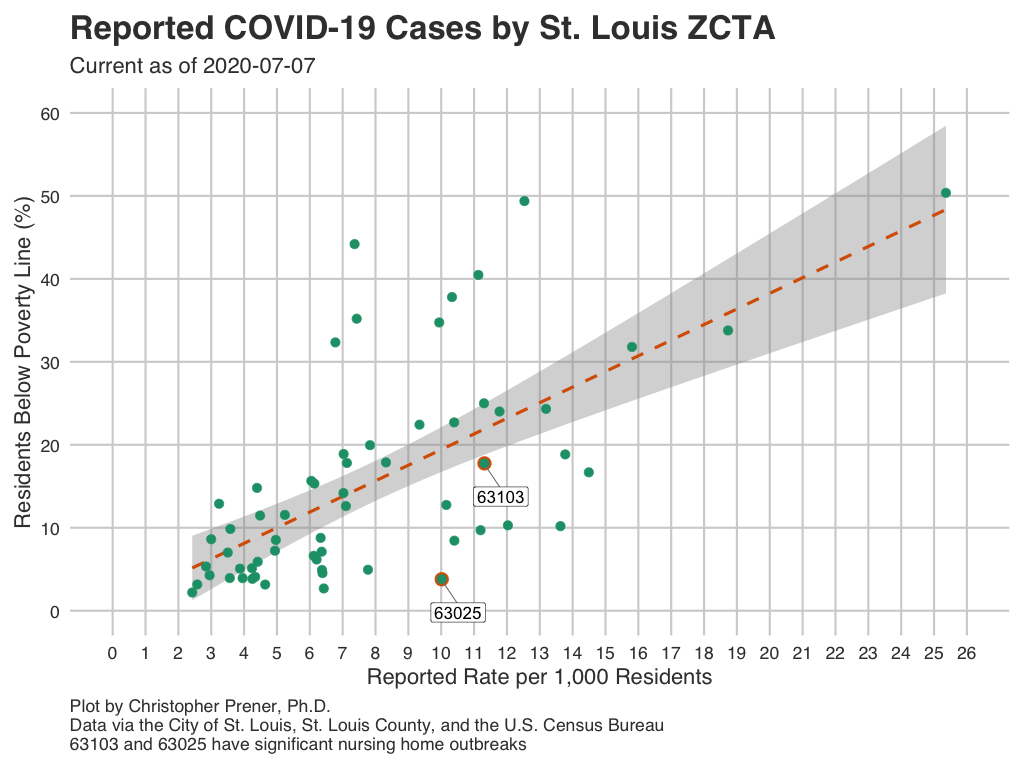 Reported COVID-19 Cases by St. Louis ZCTA
Current as of 2020-07-07
Residents Below Poverty Line (%)
60
50
40
30
20
10
0
63103
63025
0 1 2 3 4 5 6 7 8 9 10 11 12 13 14 15 16 17 18 19 20 21 22 23 24 25 26
Reported Rate per 1,000 Residents
Plot by Christopher Prener, Ph.D.
Data via the City of St. Louis, St. Louis County, and the U.S. Census Bureau
63103 and 63025 have significant nursing home outbreaks